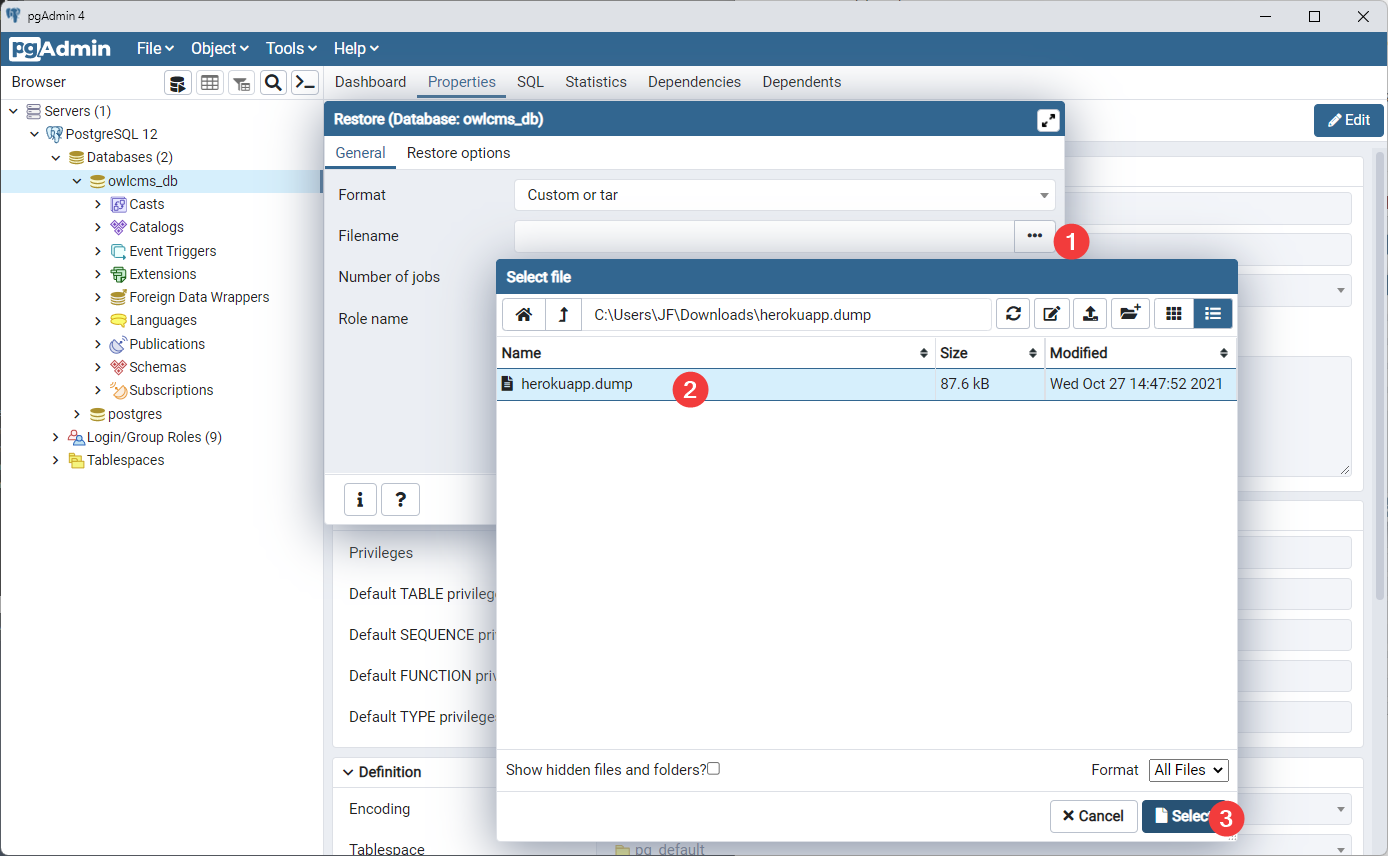 pgAdmin 4
pgAdmin File Object Tools Help
Browser
Dashboard Properties SQL Statistics Dependencies Dependents
Servers (1)
PostgreSQL 12
Databases (2)
owlcms_db
Casts
Catalogs
Event Triggers
Extensions
Foreign Data Wrappers
Languages
Publications
Schemas
Subscriptions
postgres
Login/Group Roles (9)
Tablespaces
Edit
Restore (Database: owlcms_db)
General Restore options
Format Custom or tar
Filename ••• 1
Number of jobs
Role name
i ?
Select file
C:\Users\JF\Downloads\herokuapp.dump
Name Size Modified
herokuapp.dump 2 87.6 kB Wed Oct 27 14:47:52 2021
Show hidden files and folders? Format All Files
Cancel Select 3
Privileges
Default TABLE privileg
Default SEQUENCE pri
Default FUNCTION priv
Default TYPE privileges
Definition
Encoding
Tablespace pg_default